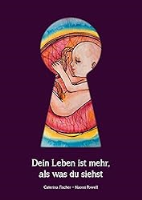 Dein Leben ist mehr,
als was du siehst
Caterina Fischer • Naomi Powell